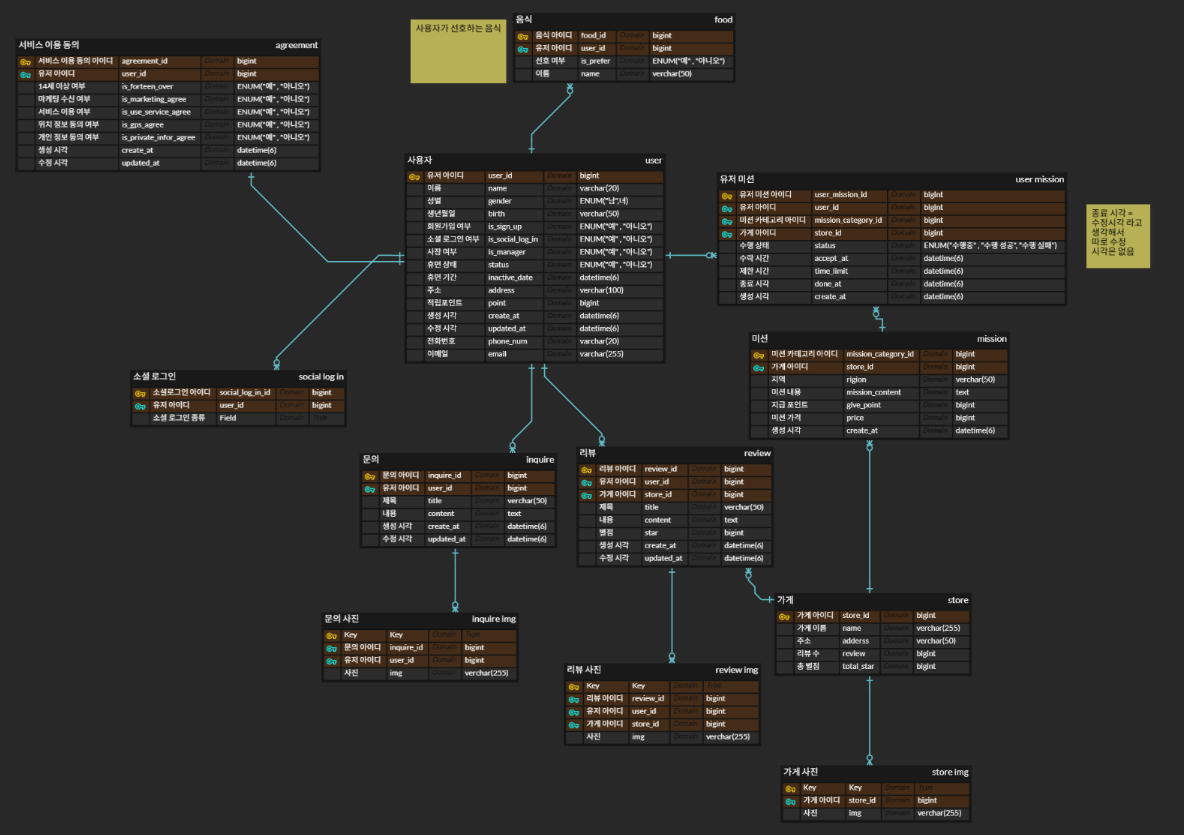 사용자가 선호하는 음식
음식 food
음식 아이디 food_id Domain bigint
유저 아이디 user_id Domain bigint
선호 여부 is_prefer Domain ENUM("예" , "아니오")
이름 name Domain varchar(50)
서비스 이용 동의 agreement
서비스 이용 동의 아이디 agreement_id Domain bigint
유저 아이디 user_id Domain bigint
14세 이상 여부 is_forteen_over Domain ENUM("예" , "아니오")
마케팅 수신 여부 is_marketing_agree Domain ENUM("예" , "아니오")
서비스 이용 여부 is_use_service_agree Domain ENUM("예" , "아니오")
위치 정보 동의 여부 is_gps_agree Domain ENUM("예" , "아니오")
개인 정보 동의 여부 is_private_infor_agree Domain ENUM("예" , "아니오")
생성 시각 create_at Domain datetime(6)
수정 시각 updated_at Domain datetime(6)
사용자 user
유저 아이디 user_id Domain bigint
이름 name Domain varchar(20)
성별 gender Domain ENUM("남",녀)
생년월일 birth Domain verchar(50)
회원가입 여부 is_sign_up Domain ENUM("예" , "아니오")
소셜 로그인 여부 is_social_log_in Domain ENUM("예" , "아니오")
사장 여부 is_manager Domain ENUM("예" , "아니오")
휴면 상태 status Domain ENUM("예" , "아니오")
휴면 기간 inactive_date Domain datetime(6)
주소 address Domain verchar(100)
적립포인트 point Domain bigint
생성 시각 create_at Domain datetime(6)
수정 시각 updated_at Domain datetime(6)
전화번호 phone_num Domain varchar(20)
이메일 email Domain varchar(255)
유저 미션 user mission
유저 미션 아이디 user_mission_id Domain bigint
유저 아이디 user_id Domain bigint
미션 카테고리 아이디 mission_category_id Domain bigint
가게 아이디 store_id Domain bigint
수행 상태 status Domain ENUM("수행중" , "수행 성공", "수행 실패")
수락 시간 accept_at Domain datetime(6)
제한 시간 time_limit Domain datetime(6)
종료 시각 done_at Domain datetime(6)
생성 시각 create_at Domain datetime(6)
종료 시각 =
수정시각 라고
생각해서
따로 수정
시각은 없음
미션 mission
미션 카테고리 아이디 mission_category_id Domain bigint
가게 아이디 store_id Domain bigint
지역 rigion Domain verchar(50)
미션 내용 mission_content Domain text
지급 포인트 give_point Domain bigint
미션 가격 price Domain bigint
생성 시각 create_at Domain datetime(6)
소셜 로그인 social log in
소셜로그인 아이디 social_log_in_id Domain bigint
유저 아이디 user_id Domain bigint
소셜 로그인 종류 Field Domain Type
문의 inquire
문의 아이디 inquire_id Domain bigint
유저 아이디 user_id Domain bigint
제목 title Domain verchar(50)
내용 content Domain text
생성 시각 create_at Domain datetime(6)
수정 시각 updated_at Domain datetime(6)
리뷰 review
리뷰 아이디 review_id Domain bigint
유저 아이디 user_id Domain bigint
가게 아이디 store_id Domain bigint
제목 title Domain verchar(50)
내용 content Domain text
별점 star Domain bigint
생성 시각 create_at Domain datetime(6)
수정 시각 updated_at Domain datetime(6)
가게 store
가게 아이디 store_id Domain bigint
가게 이름 name Domain verchar(255)
주소 adderss Domain verchar(50)
리뷰 수 review Domain bigint
총 별점 total_star Domain bigint
문의 사진 inquire img
Key Key Domain Type
문의 아이디 inquire_id Domain bigint
유저 아이디 user_id Domain bigint
사진 img Domain verchar(255)
리뷰 사진 review img
Key Key Domain Type
리뷰 아이디 review_id Domain bigint
유저 아이디 user_id Domain bigint
가게 아이디 store_id Domain bigint
사진 img Domain verchar(255)
가게 사진 store img
Key Key Domain Type
가게 아이디 store_id Domain bigint
사진 img Domain verchar(255)